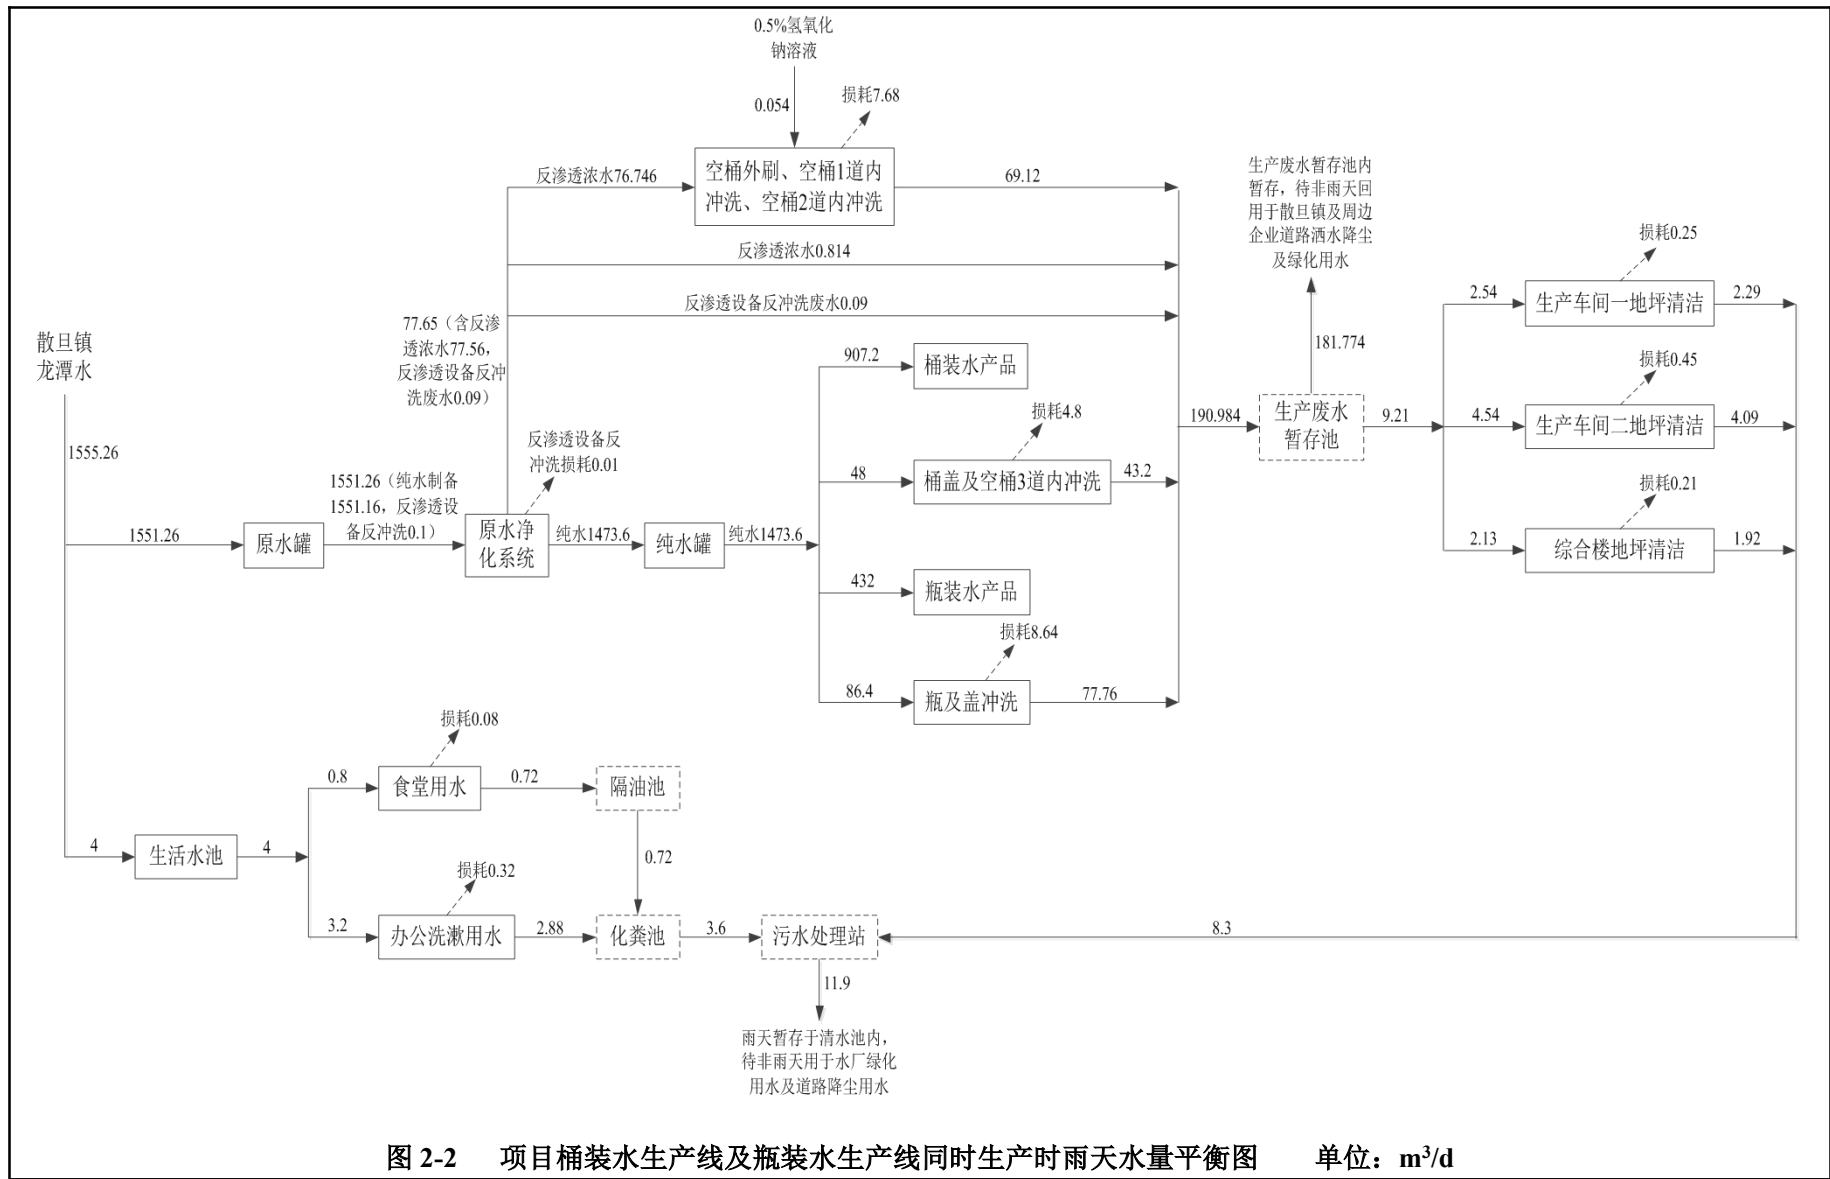 0.5%氢氧化
钠溶液
0.054
损耗7.68
反渗透浓水76.746
空桶外刷、空桶1道内
冲洗、空桶2道内冲洗
69.12
反渗透浓水0.814
反渗透设备反冲洗废水0.09
生产废水暂存池内
暂存，待非雨天回
用于散旦镇及周边
企业道路洒水降尘
及绿化用水
181.774
散旦镇
龙潭水
1555.26
77.65（含反渗
透浓水77.56，
反渗透设备反冲
洗废水0.09）
反渗透设备反
冲洗损耗0.01
1551.26
原水罐
1551.26（纯水制备
1551.16，反渗透设
备反冲洗0.1）
原水净
化系统
纯水1473.6
纯水罐
纯水1473.6
907.2
桶装水产品
损耗4.8
48
桶盖及空桶3道内冲洗
43.2
432
瓶装水产品
损耗8.64
86.4
瓶及盖冲洗
77.76
190.984
生产废水
暂存池
9.21
损耗0.25
2.54
生产车间一地坪清洁
2.29
损耗0.45
4.54
生产车间二地坪清洁
4.09
损耗0.21
2.13
综合楼地坪清洁
1.92
4
生活水池
4
损耗0.08
0.8
食堂用水
0.72
隔油池
0.72
损耗0.32
3.2
办公洗漱用水
2.88
化粪池
3.6
污水处理站
8.3
11.9
雨天暂存于清水池内，
待非雨天用于水厂绿化
用水及道路降尘用水
图 2-2 项目桶装水生产线及瓶装水生产线同时生产时雨天水量平衡图 单位：m³/d